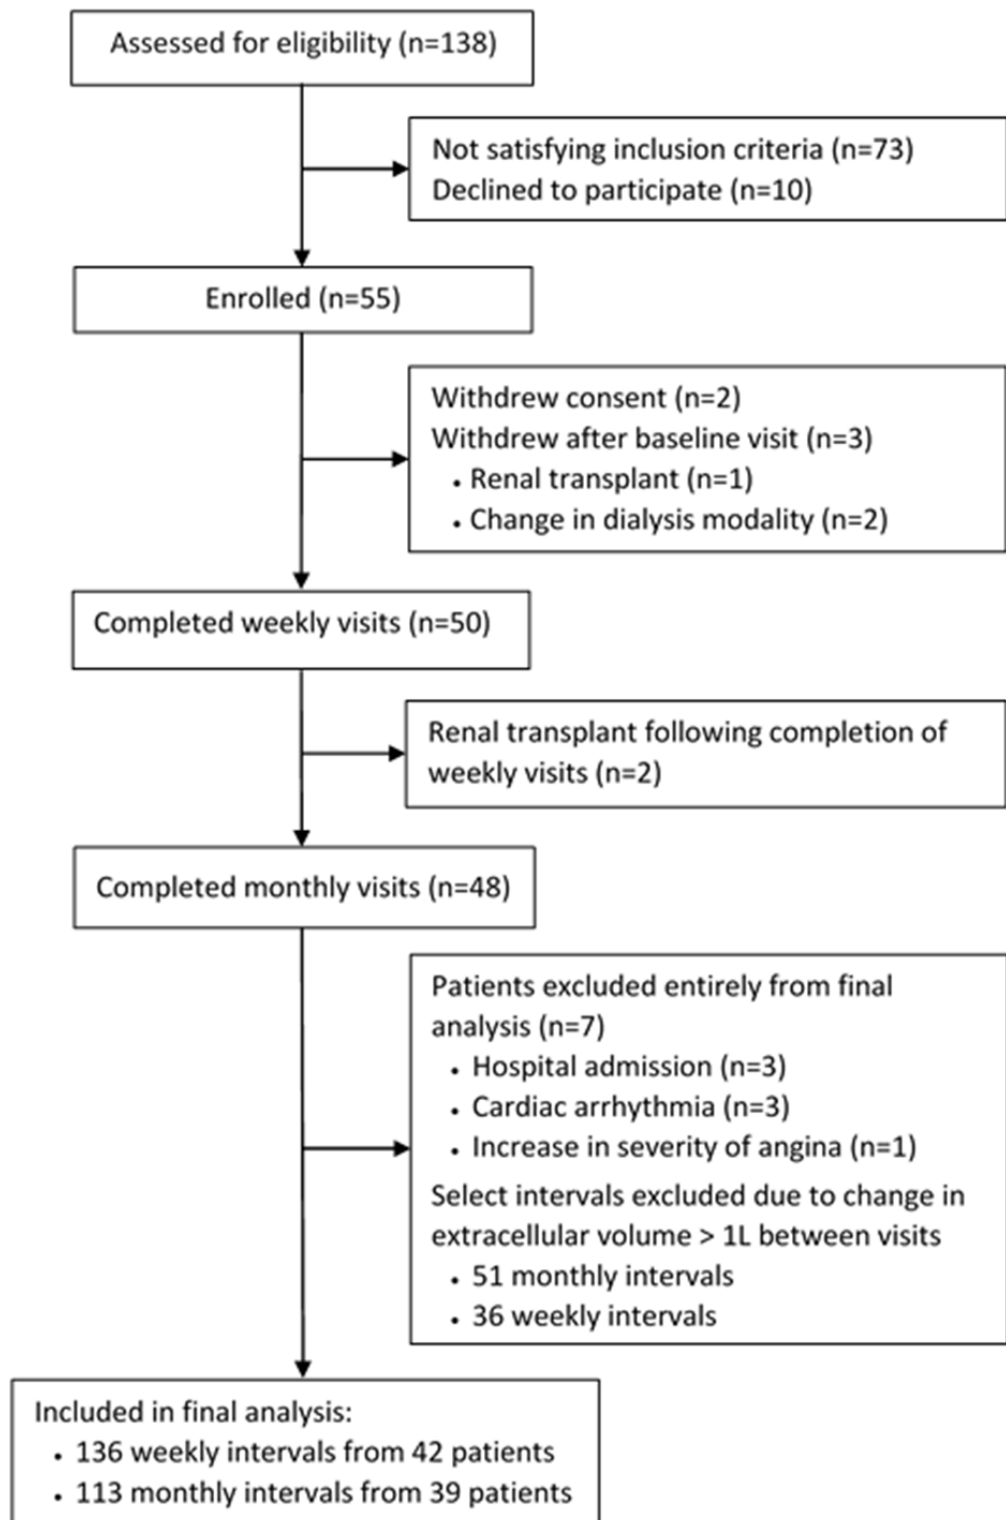 Assessed for eligibility (n=138)
Not satisfying inclusion criteria (n=73)
Declined to participate (n=10)
Enrolled (n=55)
Withdrew consent (n=2)
Withdrew after baseline visit (n=3)
• Renal transplant (n=1)
• Change in dialysis modality (n=2)
Completed weekly visits (n=50)
Renal transplant following completion of
weekly visits (n=2)
Completed monthly visits (n=48)
Patients excluded entirely from final
analysis (n=7)
• Hospital admission (n=3)
• Cardiac arrhythmia (n=3)
• Increase in severity of angina (n=1)
Select intervals excluded due to change in
extracellular volume > 1L between visits
• 51 monthly intervals
• 36 weekly intervals
Included in final analysis:
• 136 weekly intervals from 42 patients
• 113 monthly intervals from 39 patients